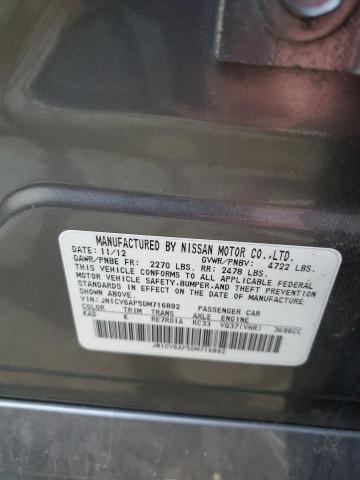 MANUFACTURED BY NISSAN MOTOR CO.,LTD.
DATE: 11/12 GVWR/PNBV: 4722 LBS.
GAWR/PNBE FR: 2270 LBS. RR: 2478 LBS.
THIS VEHICLE CONFORMS TO ALL APPLICABLE FEDERAL
MOTOR VEHICLE SAFETY, BUMPER, AND THEFT PREVENTION
STANDARDS IN EFFECT ON THE DATE OF MANUFACTURE
SHOWN ABOVE.
VIN: JN1CV6AP5DM716892 PASSENGER CAR
COLOR TRIM TRANS AXLE ENGINE
KAD K RE7R01A RC33 VQ37(VHR) 3696CC
JN1CV6AP5DM716892